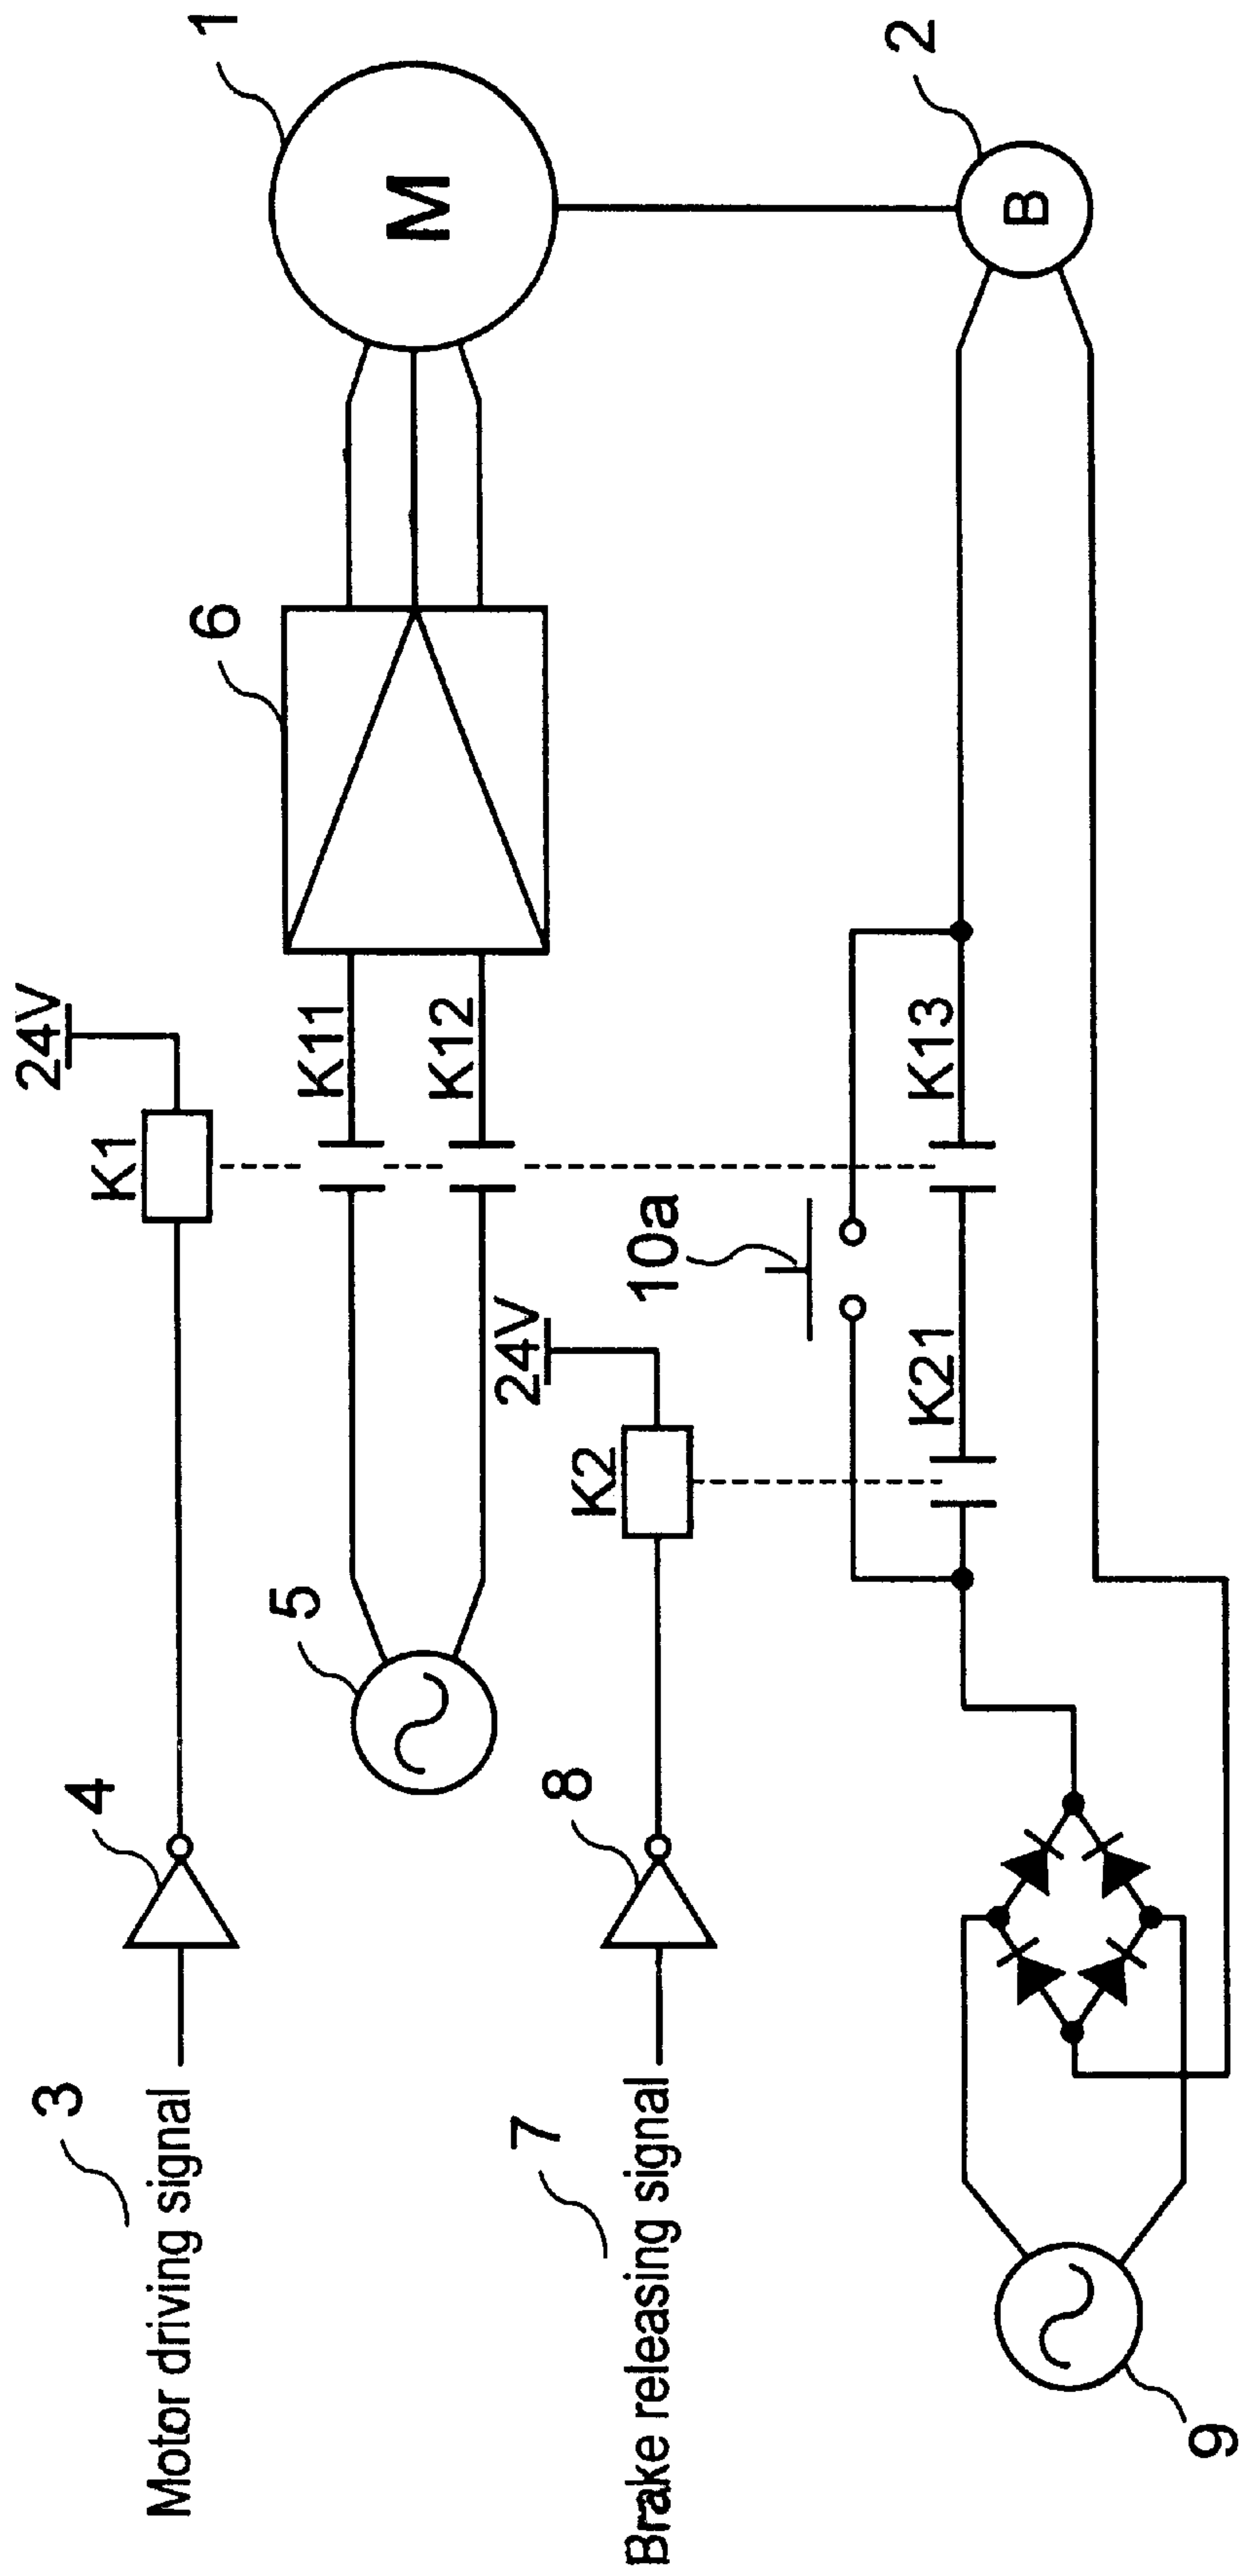 Motor driving signal
3
4
K1
24V
5
K11
K12
6
M
1
Brake releasing signal
7
8
K2
24V
10a
K21
K13
B
2
9